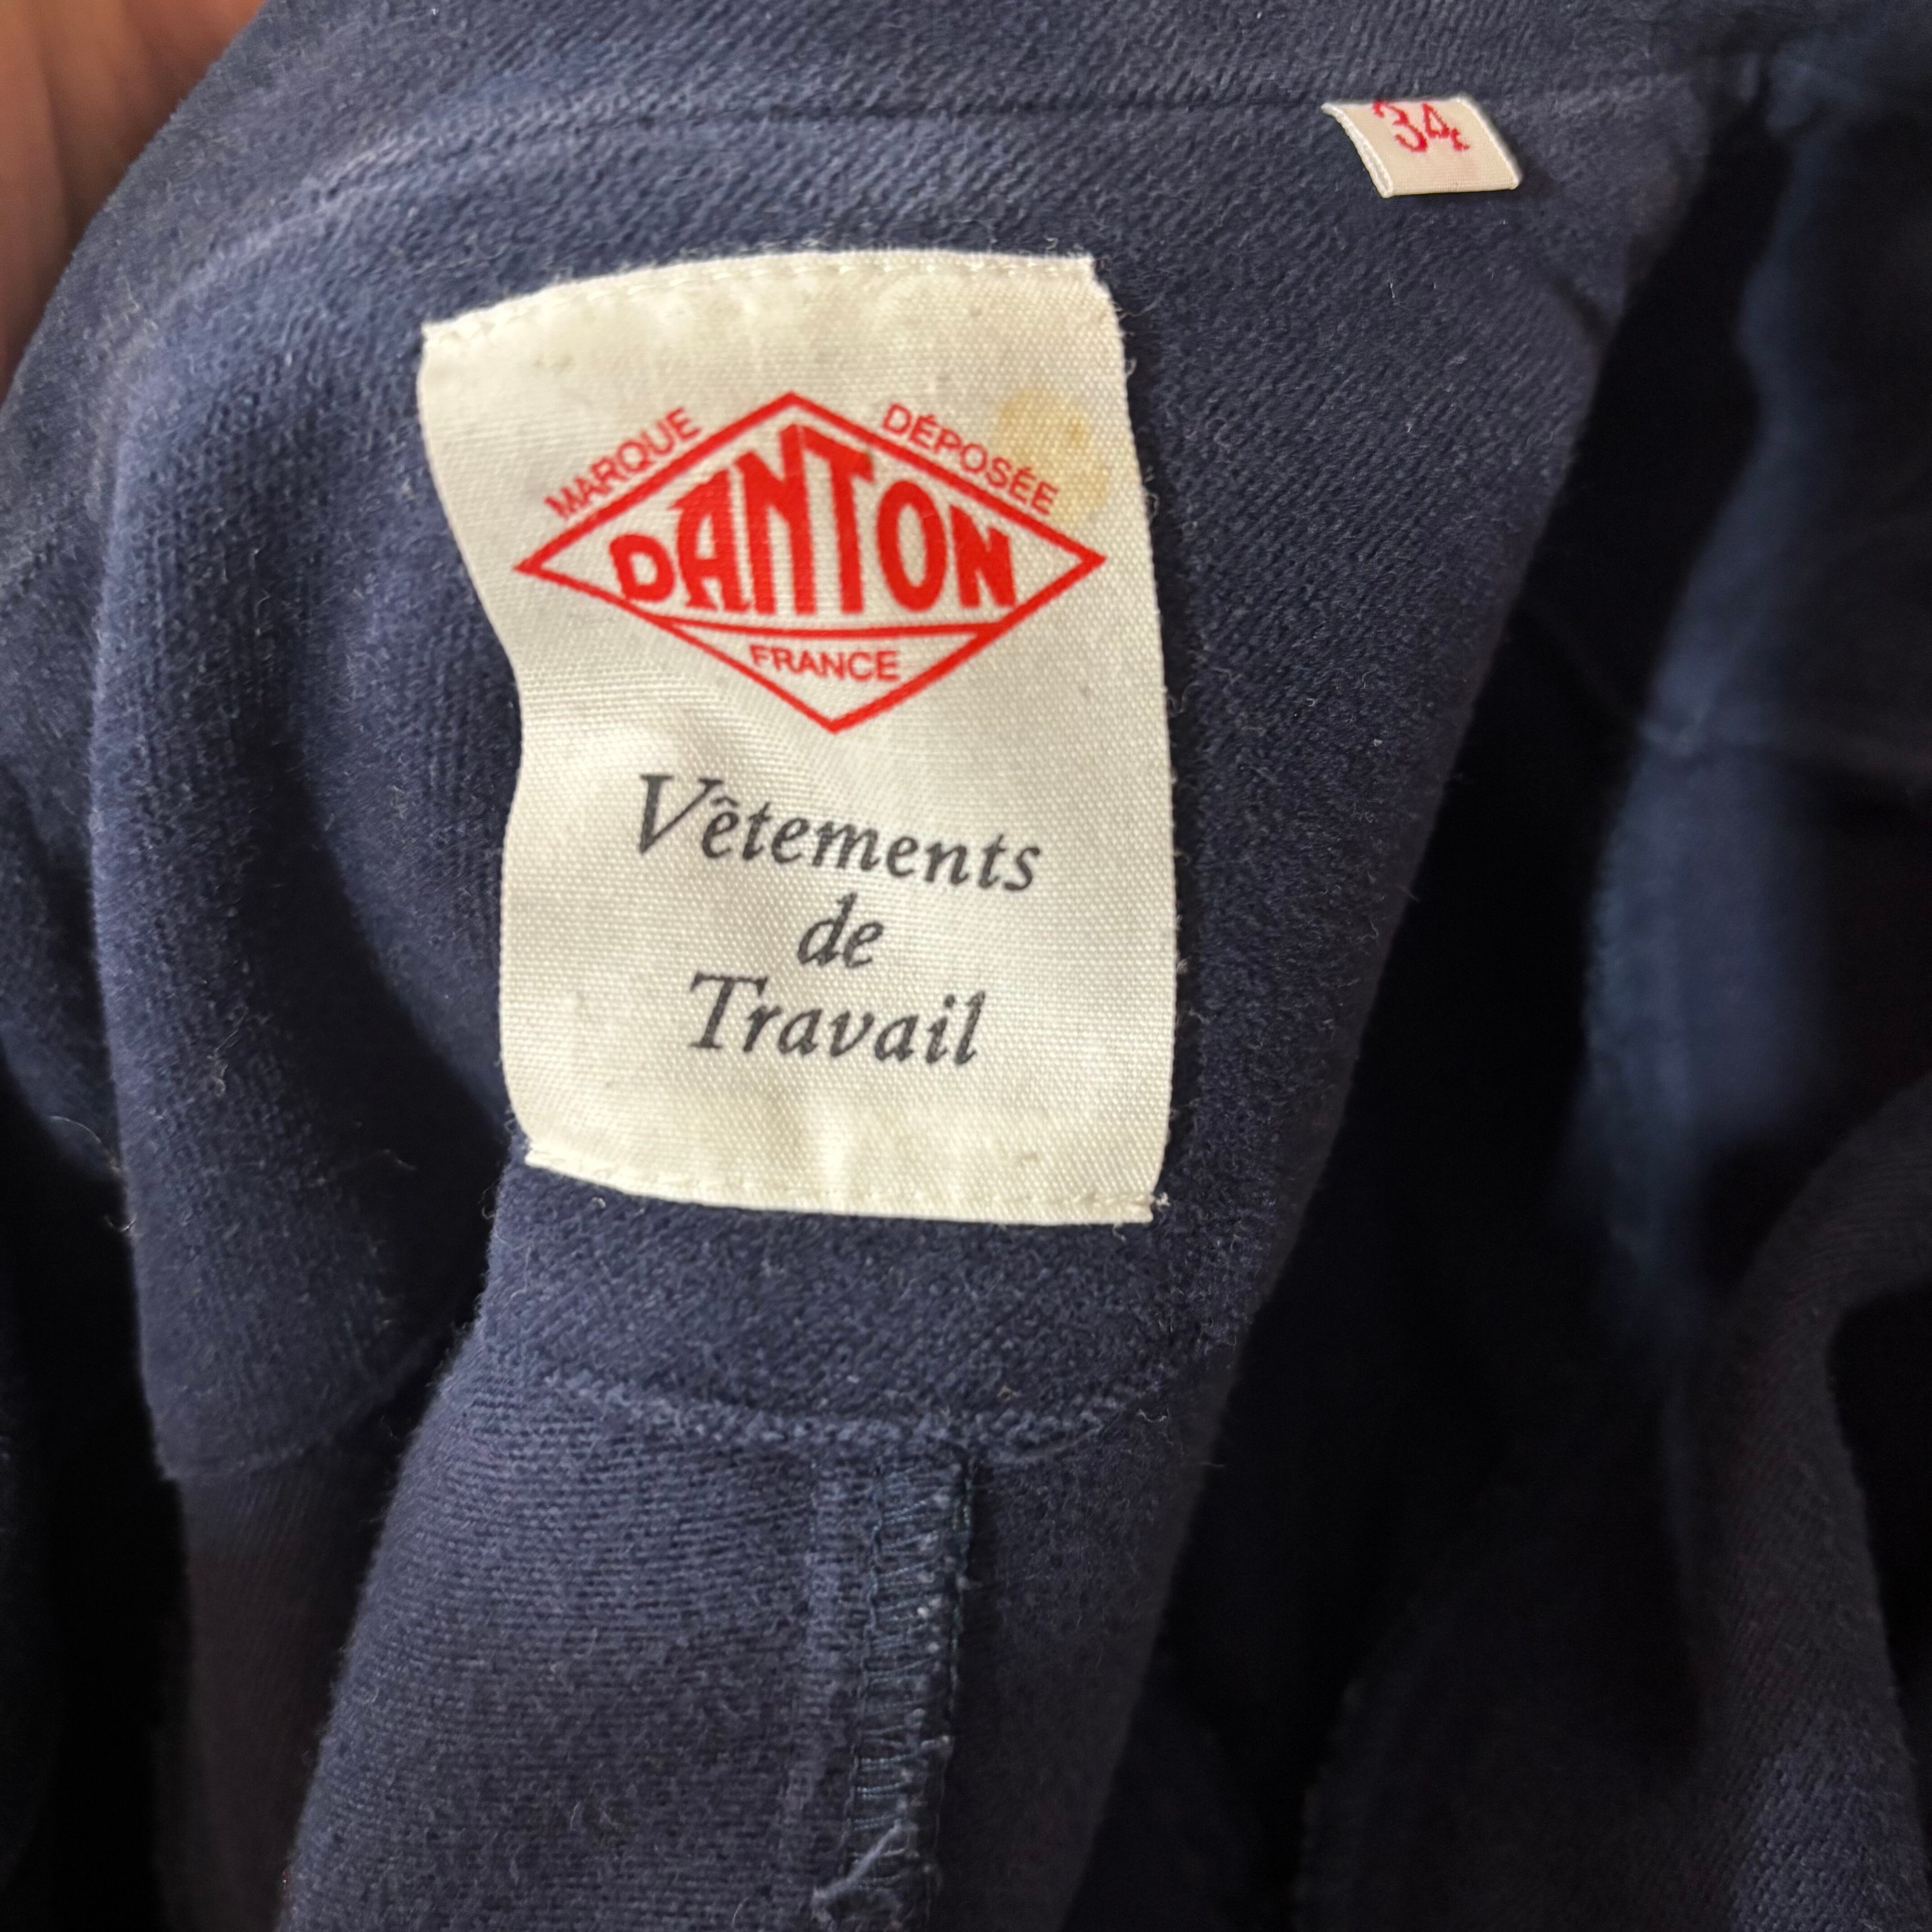 34
MARQUE DÉPOSÉE
DANTON
FRANCE
Vêtements
de
Travail